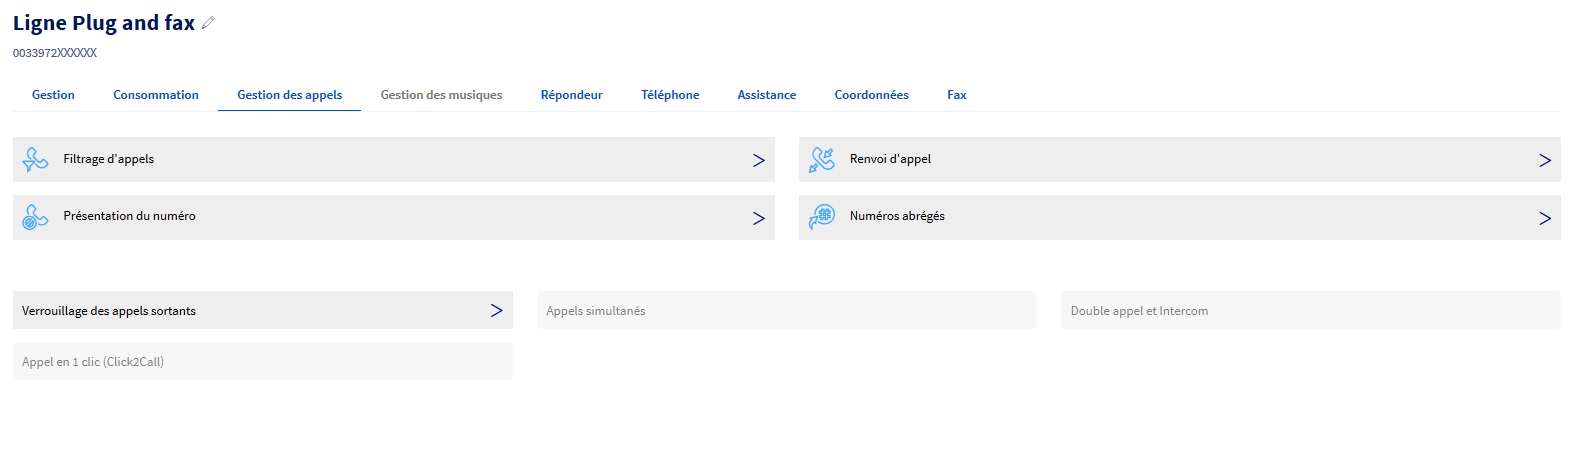 Ligne Plug and fax
0033972XXXXXX
Gestion Consommation Gestion des appels Gestion des musiques Répondeur Téléphone Assistance Coordonnées Fax
Filtrage d'appels
Renvoi d'appel
Présentation du numéro
Numéros abrégés
Verrouillage des appels sortants
Appels simultanés
Double appel et Intercom
Appel en 1 clic (Click2Call)